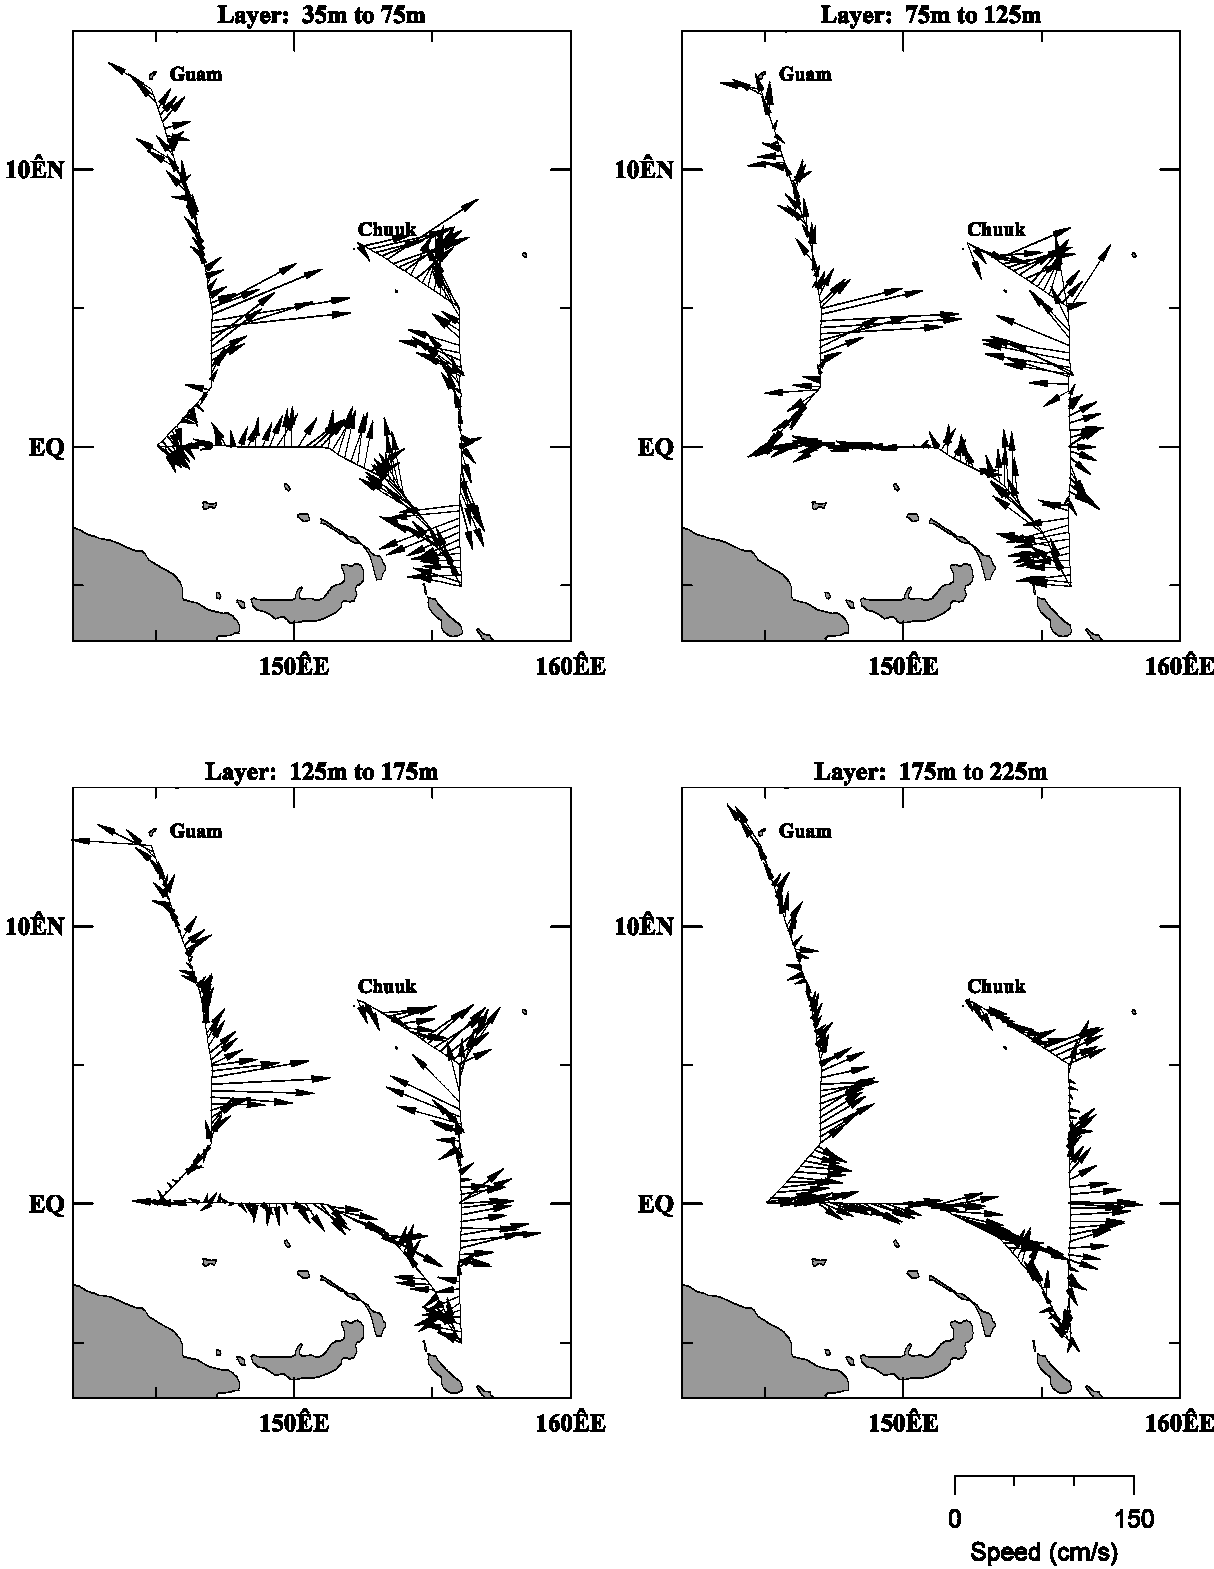 Layer: 35m to 75m
Guam
10ÊN
Chuuk
EQ
150ÊE
160ÊE
Layer: 75m to 125m
Guam
10ÊN
Chuuk
EQ
150ÊE
160ÊE
Layer: 125m to 175m
Guam
10ÊN
Chuuk
EQ
150ÊE
160ÊE
Layer: 175m to 225m
Guam
10ÊN
Chuuk
EQ
150ÊE
160ÊE
0 150
Speed (cm/s)